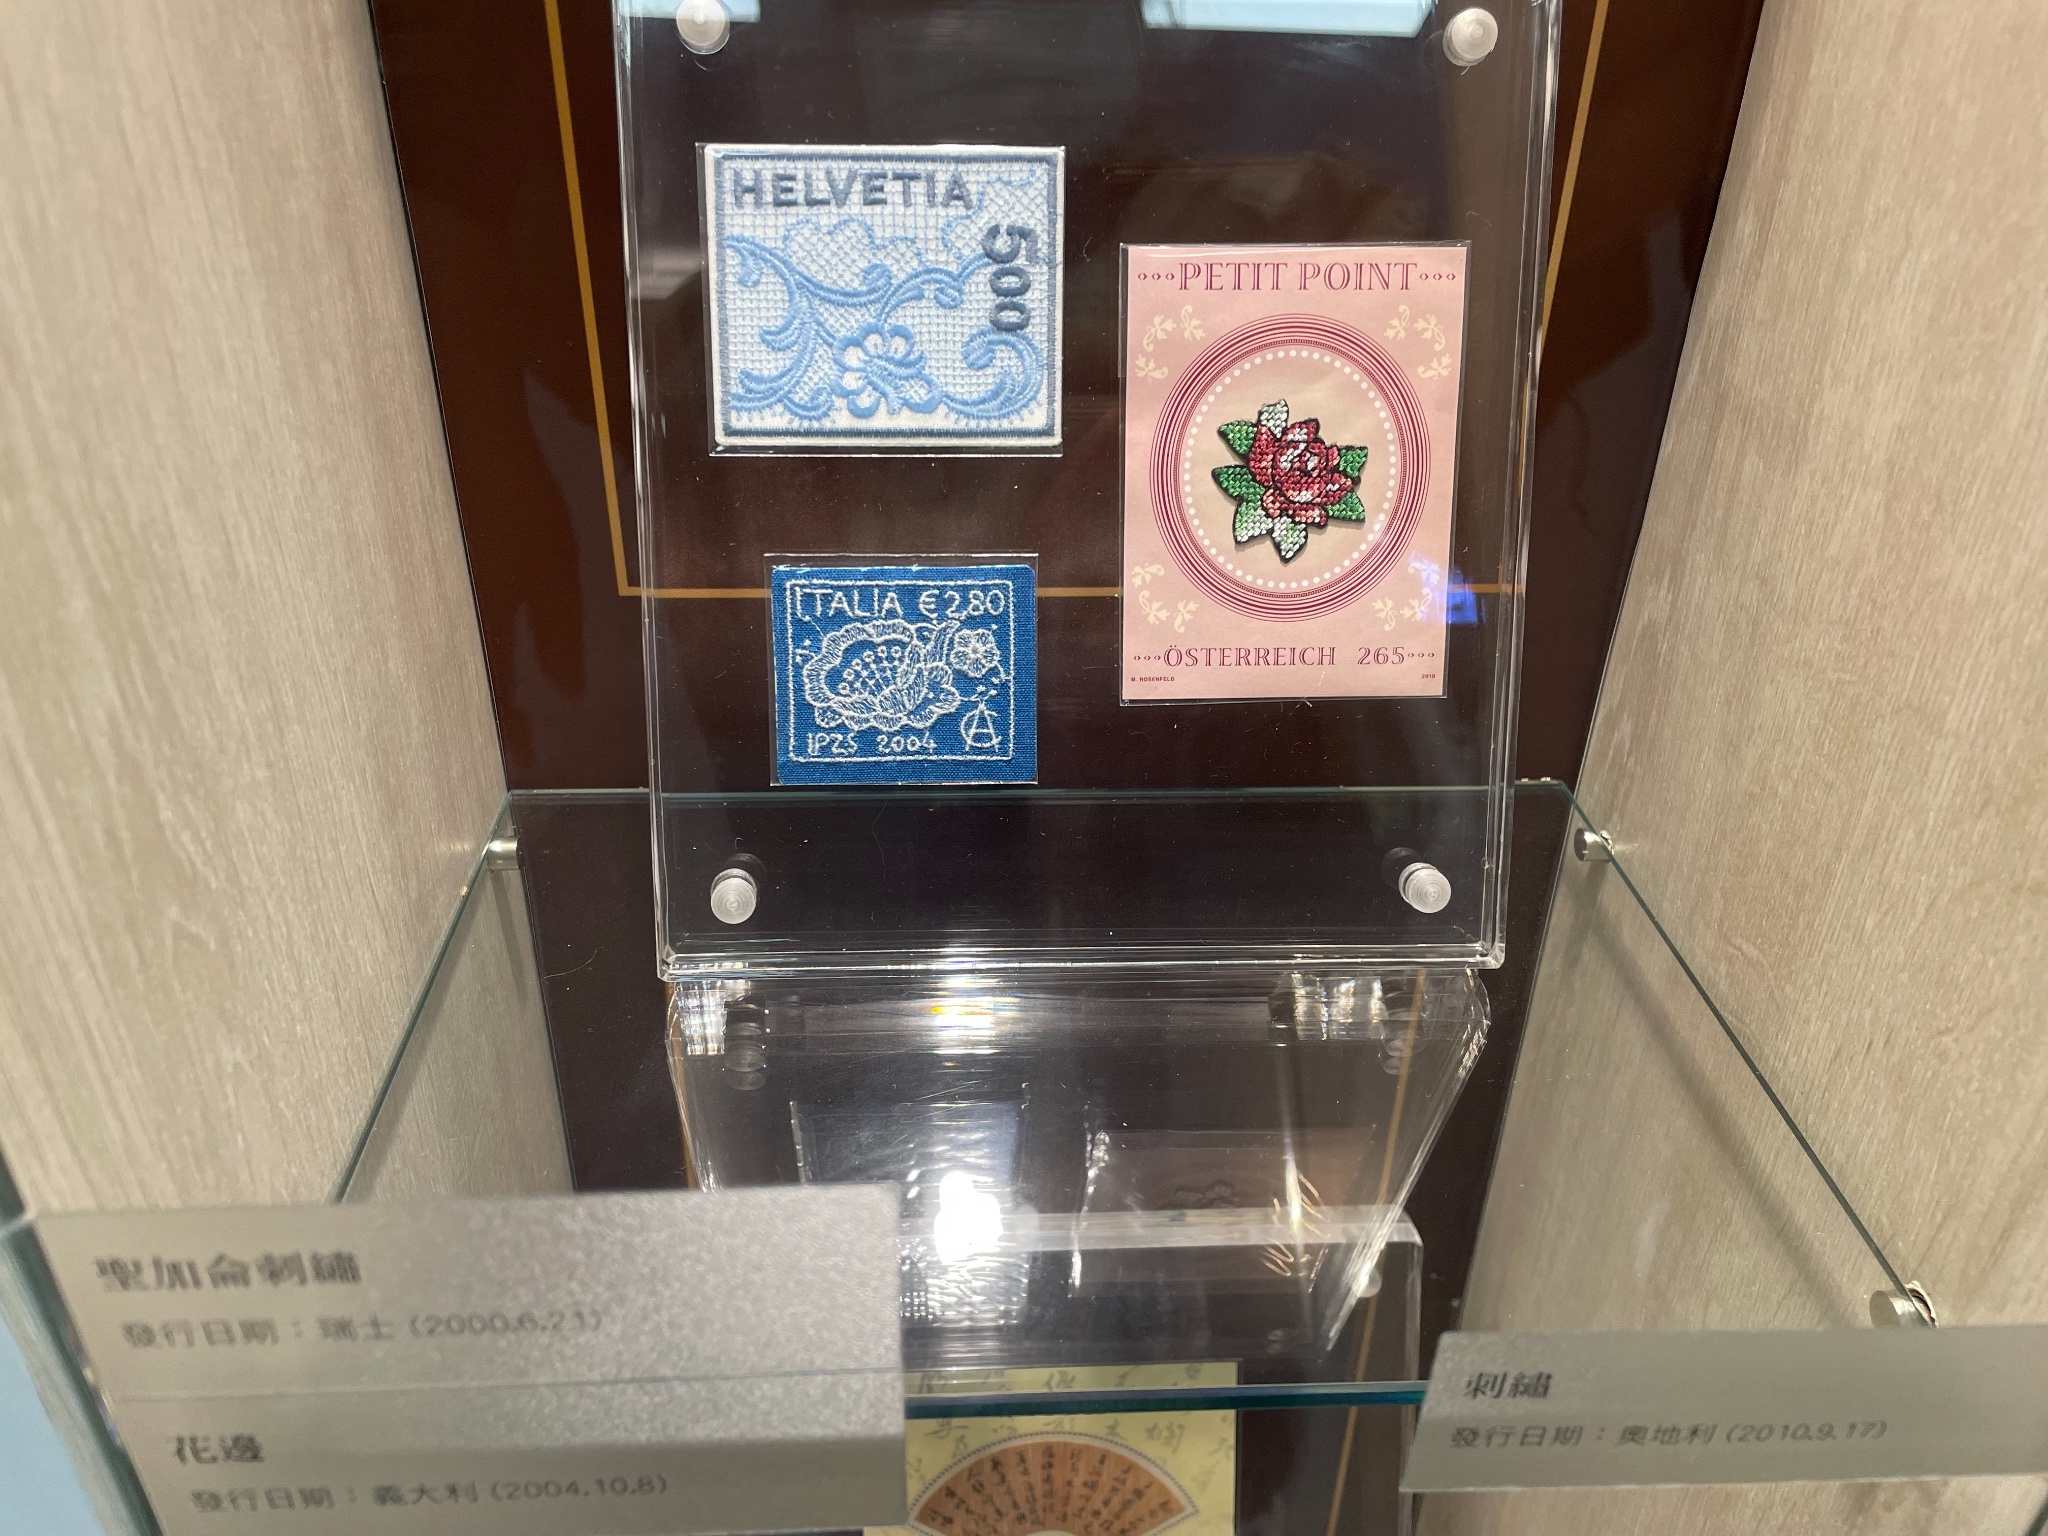 HELVETIA
500
PETIT POINT
ÖSTERREICH 265
M. ROSENFELD
2010
ITALIA €2,80
IPZS 2004
聖加侖刺繡
發行日期：瑞士 (2000.6.21)
花邊
發行日期：義大利 (2004.10.8)
刺繡
發行日期：奧地利 (2010.9.17)